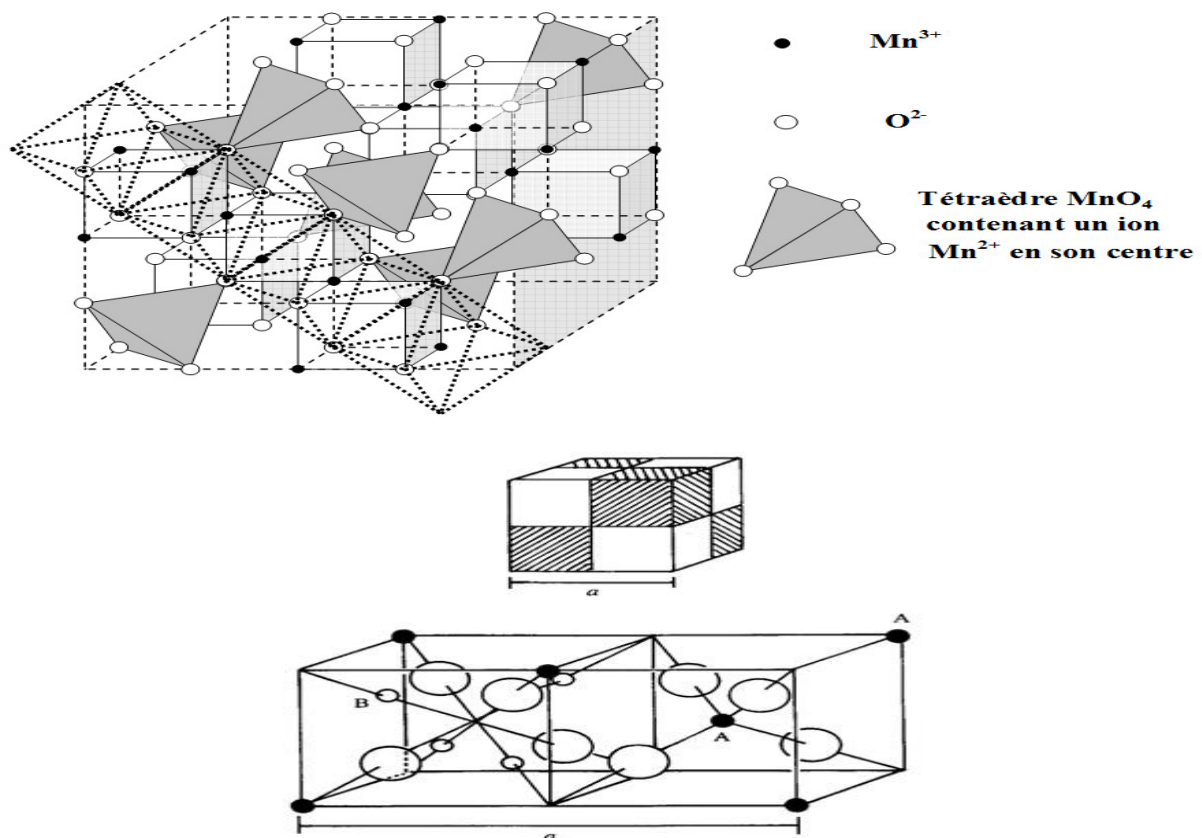 Mn³⁺
O²⁻
Tétraèdre MnO₄
contenant un ion
Mn²⁺ en son centre
a
A
B
A
a